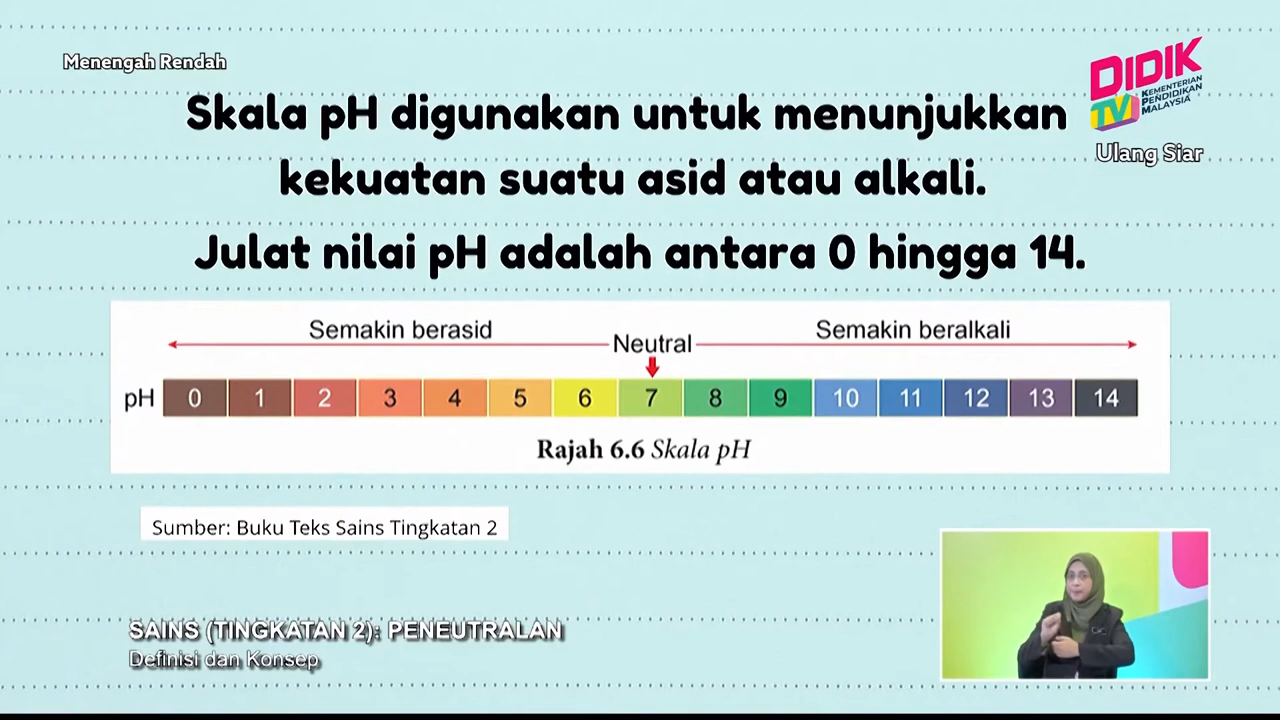 Menengah Rendah
DIDIK
TV
KEMENTERIAN
PENDIDIKAN
MALAYSIA
Ulang Siar
Skala pH digunakan untuk menunjukkan
kekuatan suatu asid atau alkali.
Julat nilai pH adalah antara 0 hingga 14.
Semakin berasid Neutral Semakin beralkali
pH 0 1 2 3 4 5 6 7 8 9 10 11 12 13 14
Rajah 6.6 Skala pH
Sumber: Buku Teks Sains Tingkatan 2
SAINS (TINGKATAN 2): PENEUTRALAN
Definisi dan Konsep